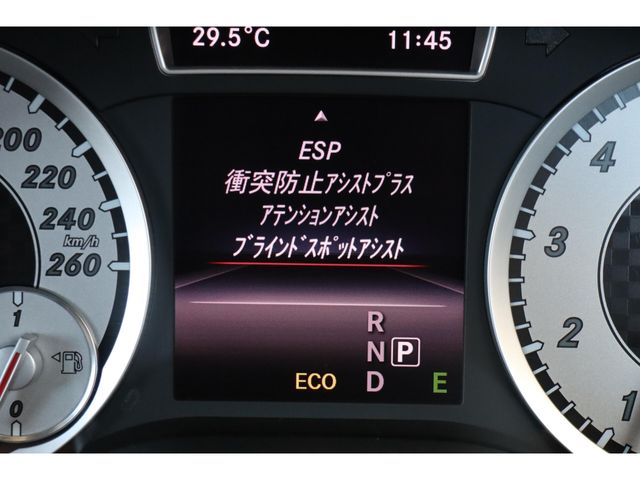 29.5°C 11:45
ESP
衝突防止ｱｼｽﾄﾌﾟﾗｽ
ｱﾃﾝｼｮﾝｱｼｽﾄ
ﾌﾞﾗｲﾝﾄﾞｽﾎﾟｯﾄｱｼｽﾄ
R
N P
ECO D E
200
220
240
km/h
260
1
0
4
3
2
1